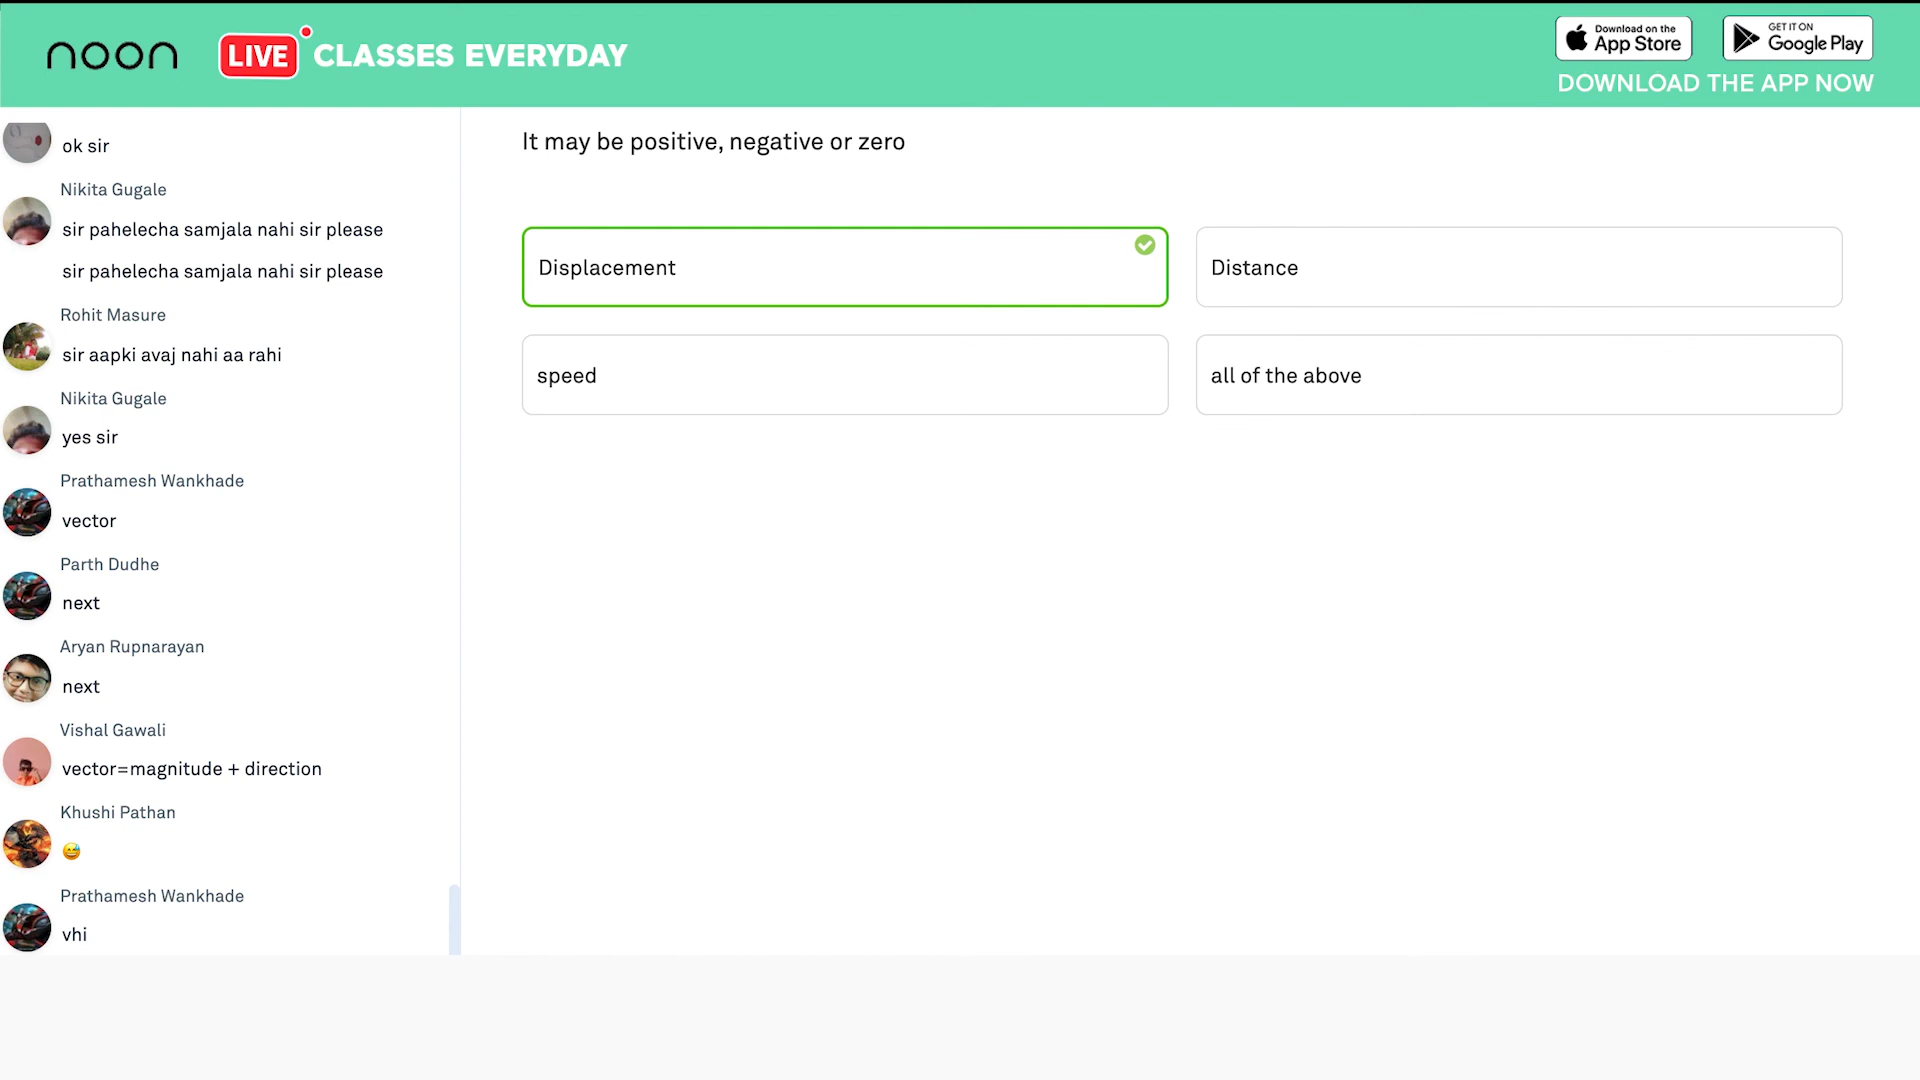 noon LIVE CLASSES EVERYDAY
Download on the App Store
GET IT ON Google Play
DOWNLOAD THE APP NOW
ok sir
Nikita Gugale
sir pahelecha samjala nahi sir please
sir pahelecha samjala nahi sir please
Rohit Masure
sir aapki avaj nahi aa rahi
Nikita Gugale
yes sir
Prathamesh Wankhade
vector
Parth Dudhe
next
Aryan Rupnarayan
next
Vishal Gawali
vector=magnitude + direction
Khushi Pathan
😅
Prathamesh Wankhade
vhi
It may be positive, negative or zero
Displacement
Distance
speed
all of the above